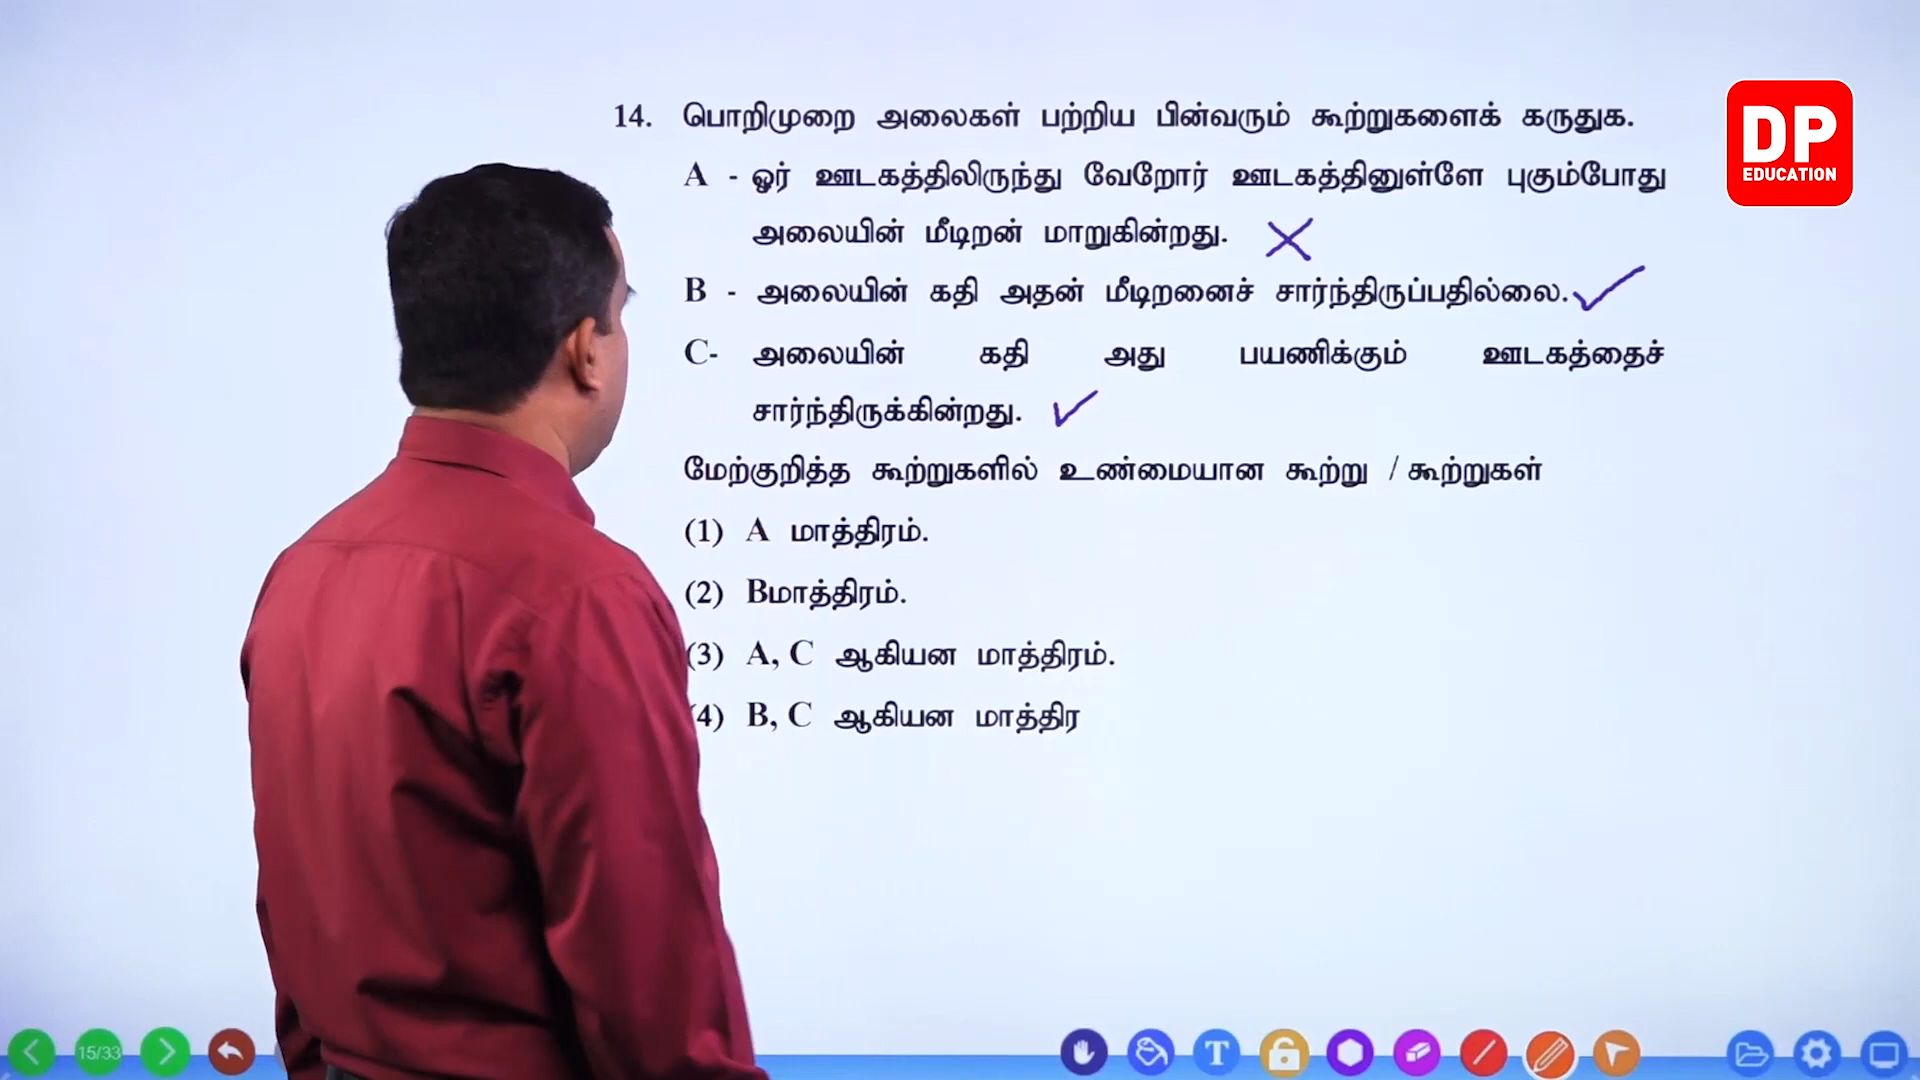 14. பொறிமுறை அலைகள் பற்றிய பின்வரும் கூற்றுகளைக் கருதுக.
A - ஓர் ஊடகத்திலிருந்து வேறோர் ஊடகத்தினுள்ளே புகும்போது
அலையின் மீடிறன் மாறுகின்றது.
B - அலையின் கதி அதன் மீடிறனைச் சார்ந்திருப்பதில்லை.
C- அலையின் கதி அது பயணிக்கும் ஊடகத்தைச்
சார்ந்திருக்கின்றது.
மேற்குறித்த கூற்றுகளில் உண்மையான கூற்று / கூற்றுகள்
(1) A மாத்திரம்.
(2) Bமாத்திரம்.
(3) A, C ஆகியன மாத்திரம்.
(4) B, C ஆகியன மாத்திர
DP
EDUCATION
15/33
T